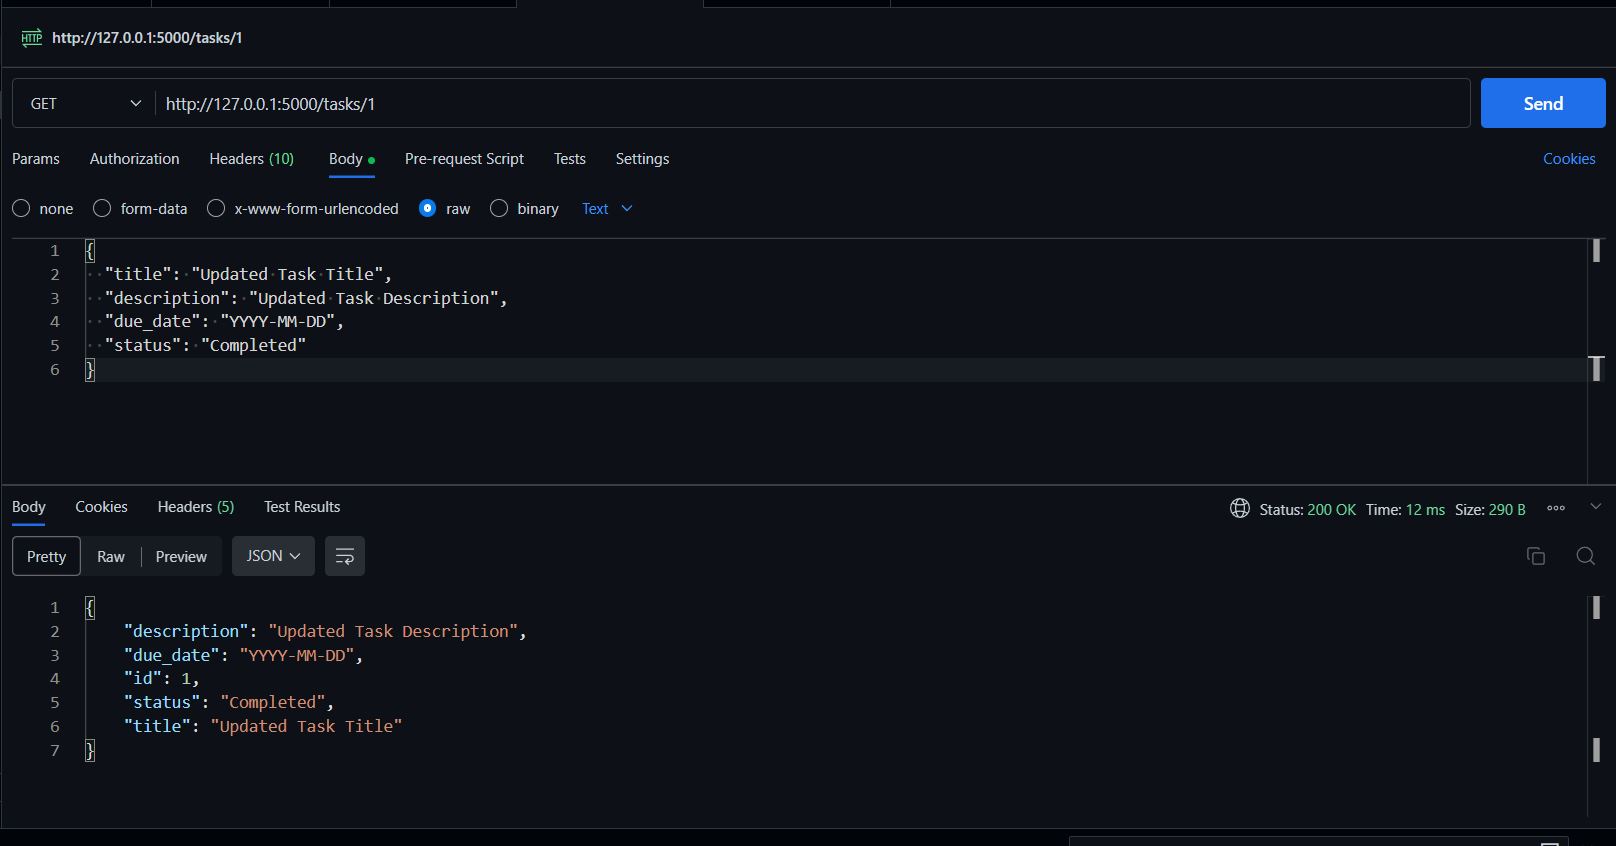 HTTP http://127.0.0.1:5000/tasks/1
GET http://127.0.0.1:5000/tasks/1 Send
Params Authorization Headers (10) Body Pre-request Script Tests Settings Cookies
none form-data x-www-form-urlencoded raw binary Text
1 {
2 "title": "Updated Task Title",
3 "description": "Updated Task Description",
4 "due_date": "YYYY-MM-DD",
5 "status": "Completed"
6 }
Body Cookies Headers (5) Test Results Status: 200 OK Time: 12 ms Size: 290 B
Pretty Raw Preview JSON
1 {
2 "description": "Updated Task Description",
3 "due_date": "YYYY-MM-DD",
4 "id": 1,
5 "status": "Completed",
6 "title": "Updated Task Title"
7 }